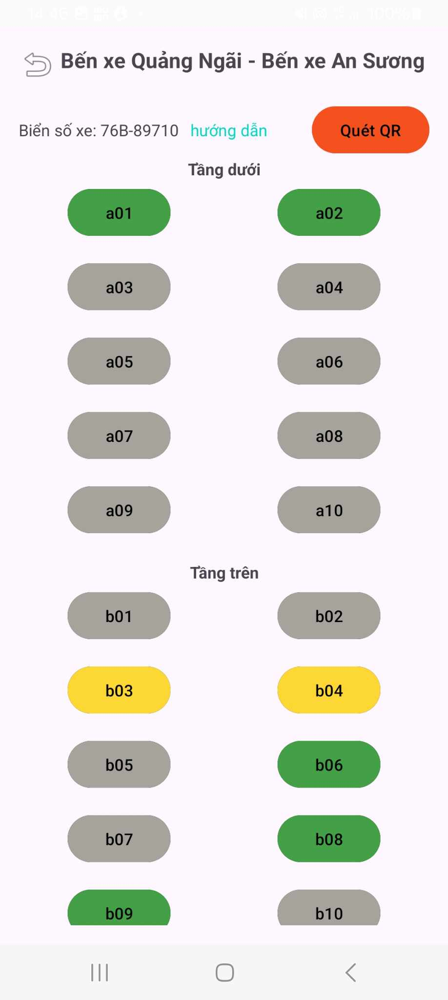 14:46 100%
Bến xe Quảng Ngãi - Bến xe An Sương
Biển số xe: 76B-89710 hướng dẫn Quét QR
Tầng dưới
a01 a02
a03 a04
a05 a06
a07 a08
a09 a10
Tầng trên
b01 b02
b03 b04
b05 b06
b07 b08
b09 b10